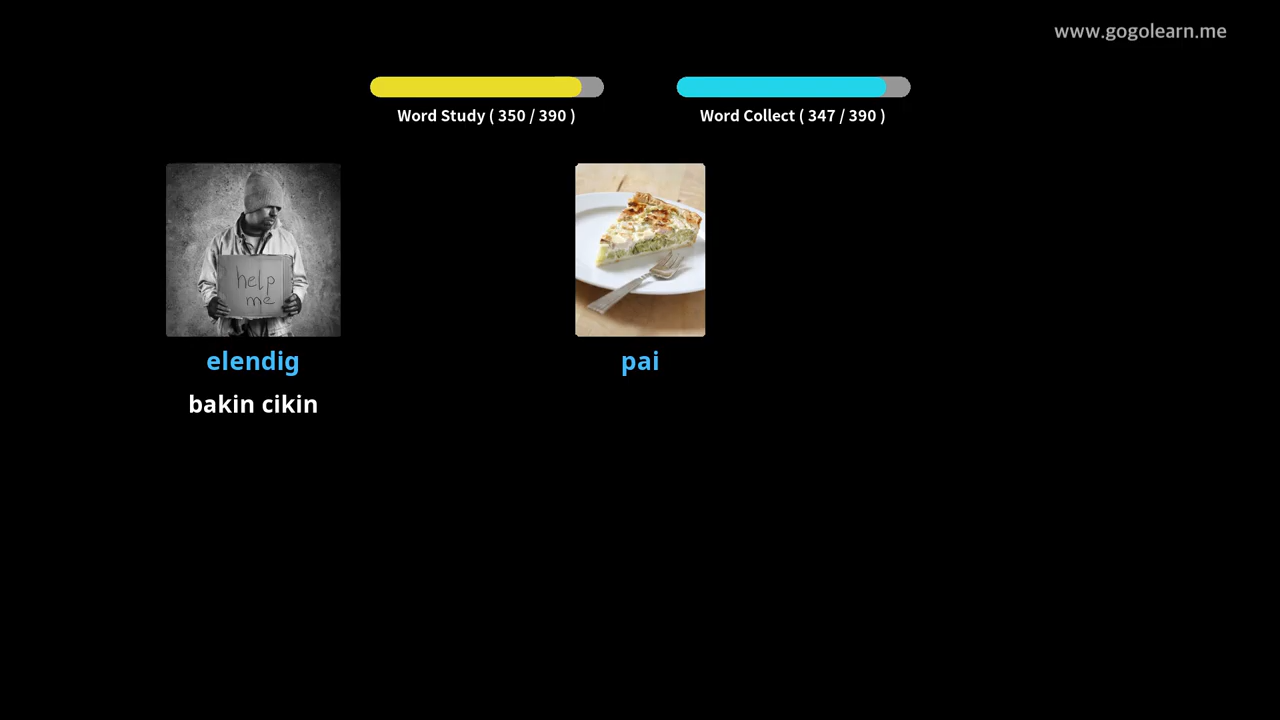 www.gogolearn.me
Word Study ( 350 / 390 )
Word Collect ( 347 / 390 )
help
me
elendig
pai
bakin cikin